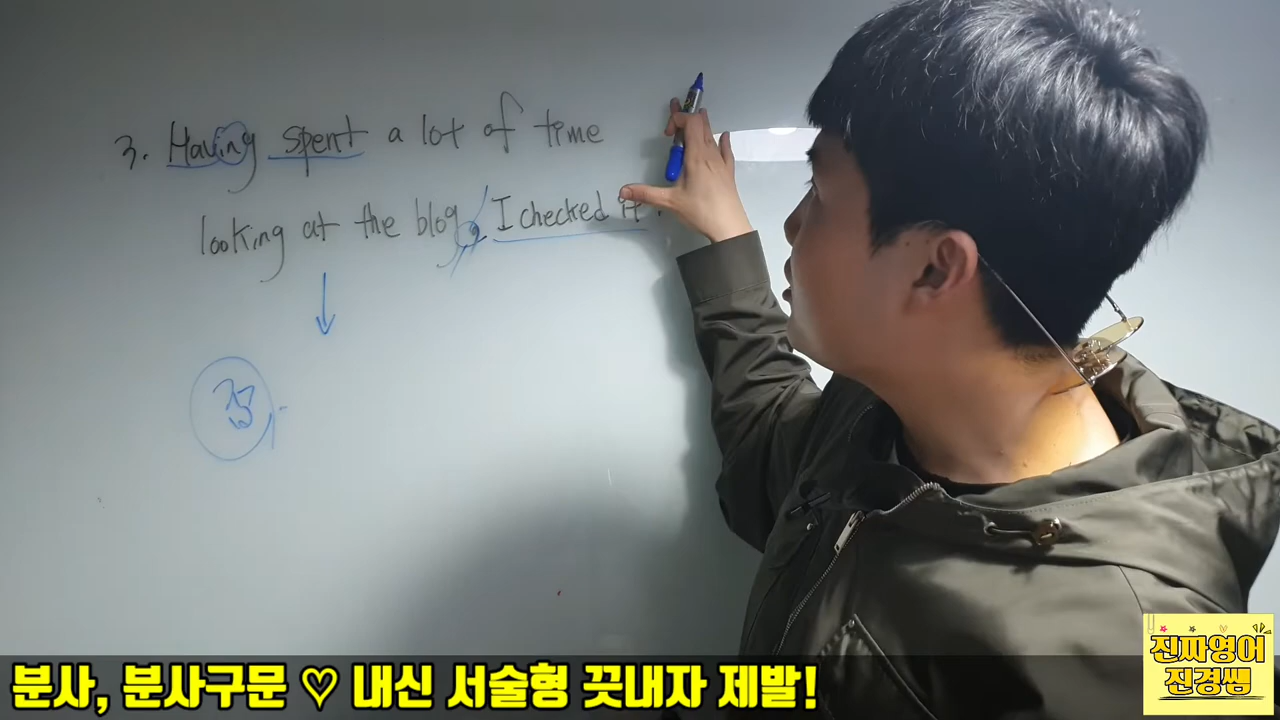 3. Having spent a lot of time
looking at the blog, I checked it.
분사, 분사구문 ♡ 내신 서술형 끗내자 제발!
진짜영어
진경쌤